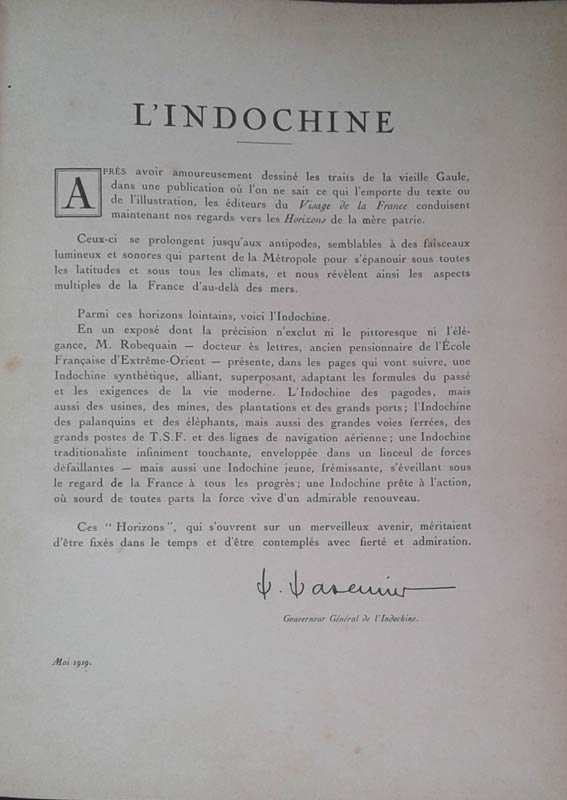 L'INDOCHINE
APRÈS avoir amoureusement dessiné les traits de la vieille Gaule,
dans une publication où l'on ne sait ce qui l'emporte du texte ou
de l'illustration, les éditeurs du Visage de la France conduisent
maintenant nos regards vers les Horizons de la mère patrie.
Ceux-ci se prolongent jusqu'aux antipodes, semblables à des faisceaux
lumineux et sonores qui partent de la Métropole pour s'épanouir sous toutes
les latitudes et sous tous les climats, et nous révèlent ainsi les aspects
multiples de la France d'au-delà des mers.
Parmi ces horizons lointains, voici l'Indochine.
En un exposé dont la précision n'exclut ni le pittoresque ni l'élé-
gance, M. Robequain — docteur ès lettres, ancien pensionnaire de l'École
Française d'Extrême-Orient — présente, dans les pages qui vont suivre, une
Indochine synthétique, alliant, superposant, adaptant les formules du passé
et les exigences de la vie moderne. L'Indochine des pagodes, mais
aussi des usines, des mines, des plantations et des grands ports; l'Indochine
des palanquins et des éléphants, mais aussi des grandes voies ferrées, des
grands postes de T.S.F. et des lignes de navigation aérienne; une Indochine
traditionaliste infiniment touchante, enveloppée dans un linceul de forces
défaillantes — mais aussi une Indochine jeune, frémissante, s'éveillant sous
le regard de la France à tous les progrès; une Indochine prête à l'action,
où sourd de toutes parts la force vive d'un admirable renouveau.
Ces "Horizons", qui s'ouvrent sur un merveilleux avenir, méritaient
d'être fixés dans le temps et d'être contemplés avec fierté et admiration.
Gouverneur Général de l'Indochine.
Mai 1929.